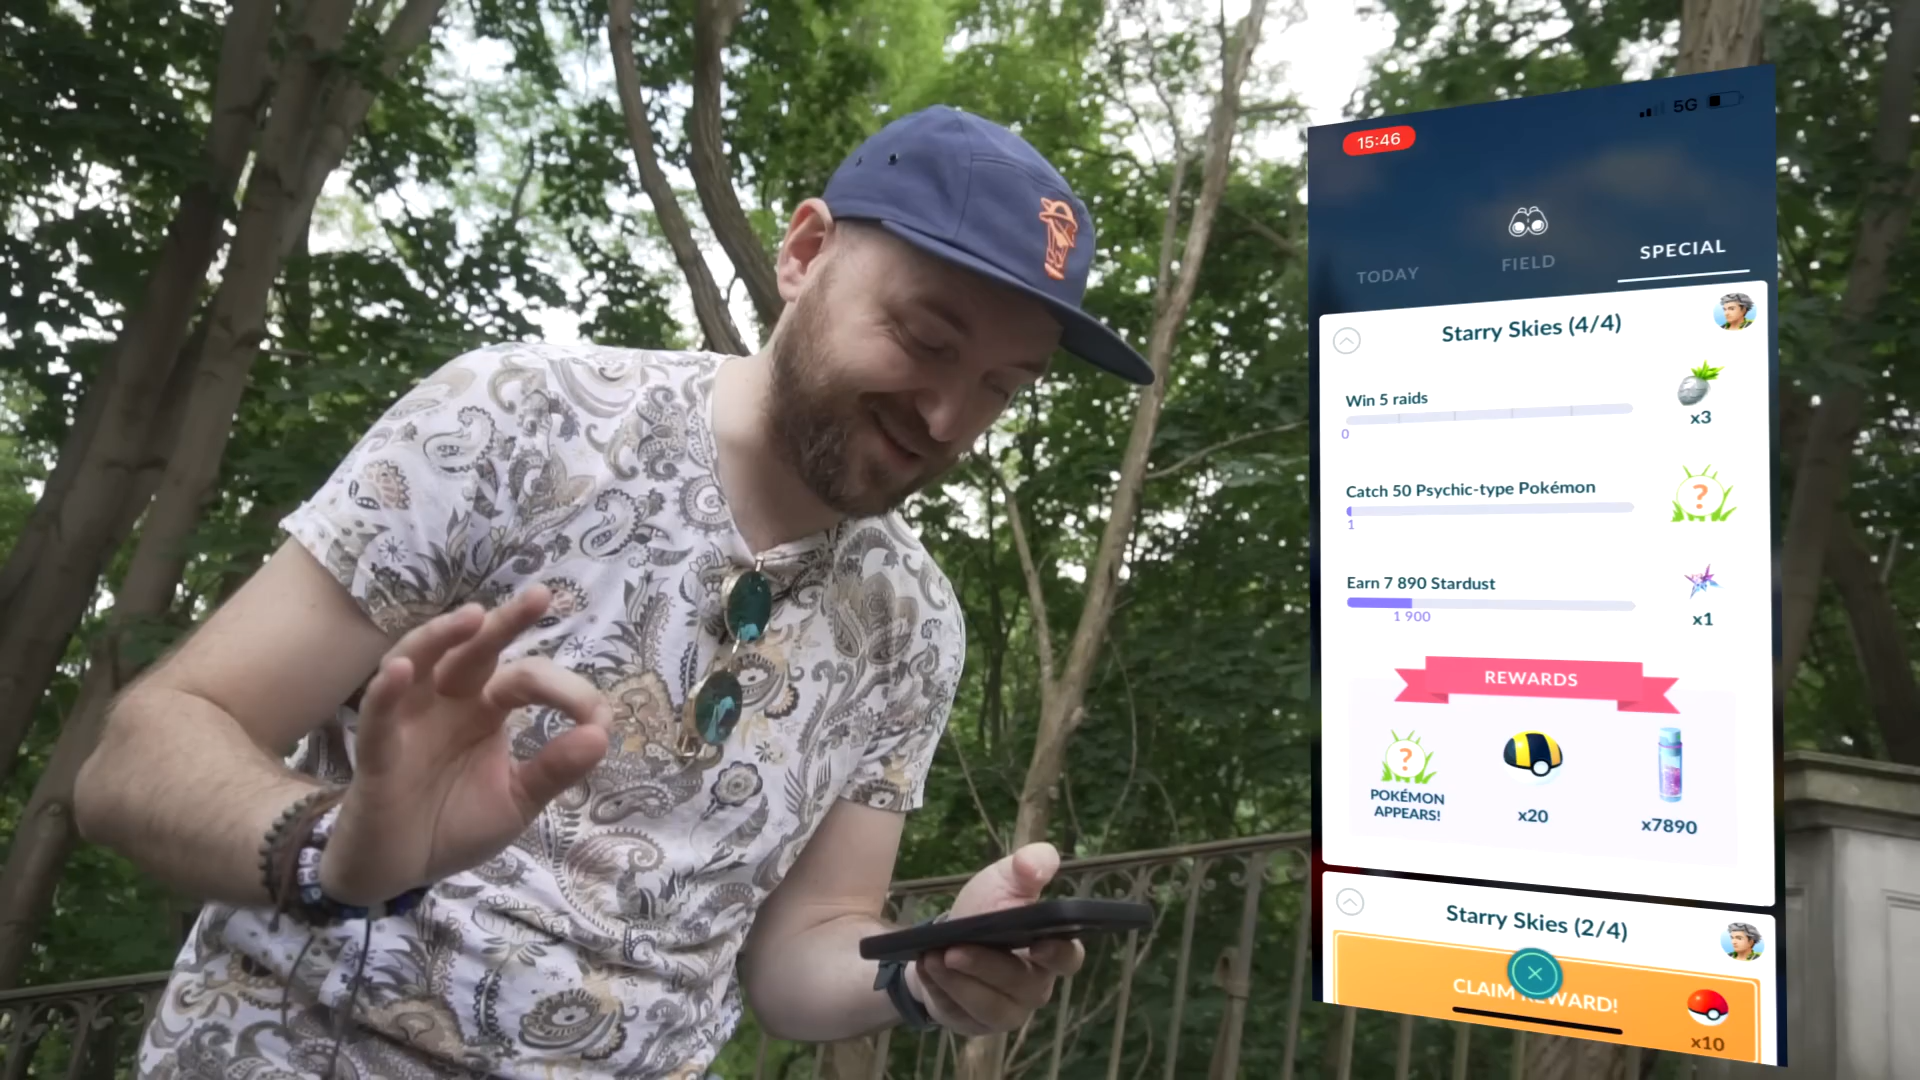 15:46
5G
TODAY
FIELD
SPECIAL
Starry Skies (4/4)
Win 5 raids
0
x3
Catch 50 Psychic-type Pokémon
1
?
Earn 7 890 Stardust
1 900
x1
REWARDS
?
POKÉMON
APPEARS!
x20
x7890
Starry Skies (2/4)
CLAIM REWARD!
x10